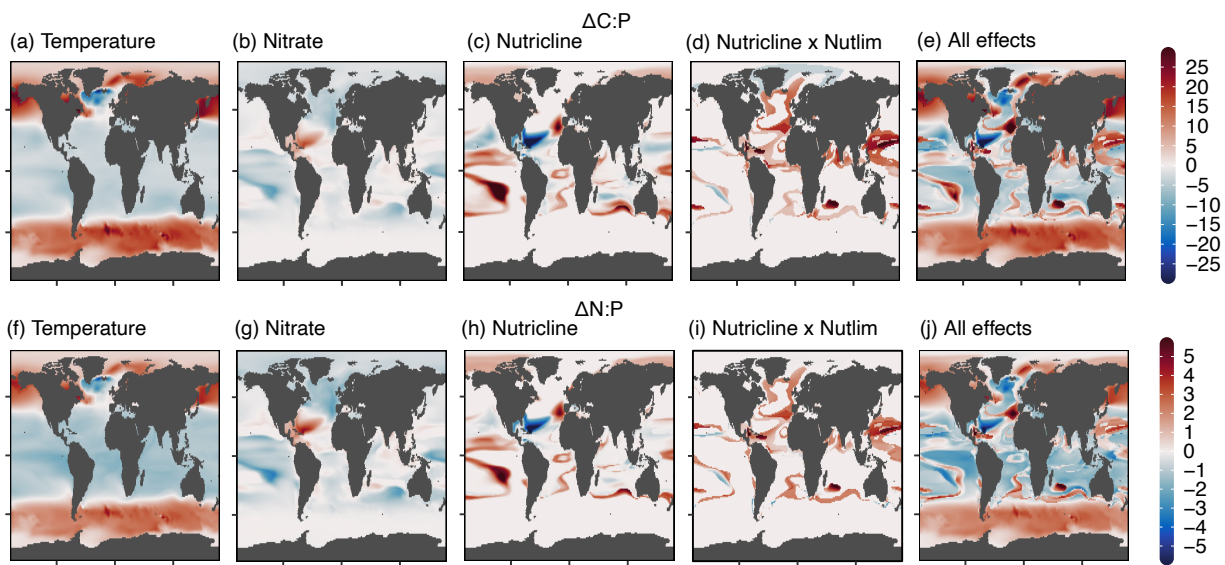 ΔC:P
(a) Temperature
(b) Nitrate
(c) Nutricline
(d) Nutricline x Nutlim
(e) All effects
25
20
15
10
5
0
−5
−10
−15
−20
−25
ΔN:P
(f) Temperature
(g) Nitrate
(h) Nutricline
(i) Nutricline x Nutlim
(j) All effects
5
4
3
2
1
0
−1
−2
−3
−4
−5